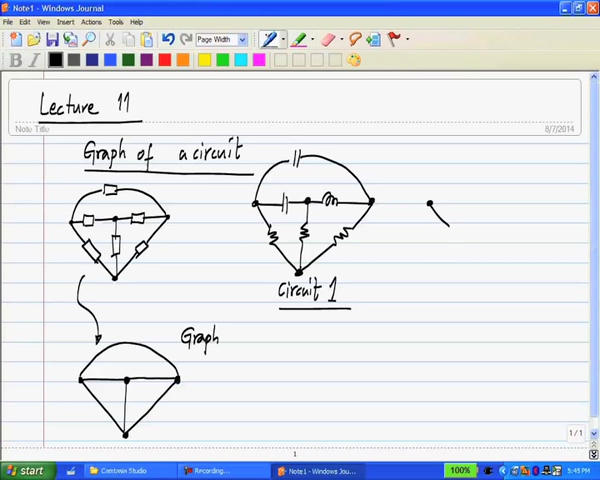 Note1 - Windows Journal
File Edit View Insert Actions Tools Help
Page Width
B I
Lecture 11
Note Title
8/7/2014
Graph of a circuit
Circuit 1
Graph
1/1
1
start
Camtasia Studio
Recording...
Note1 - Windows Jour...
100%
5:45 PM